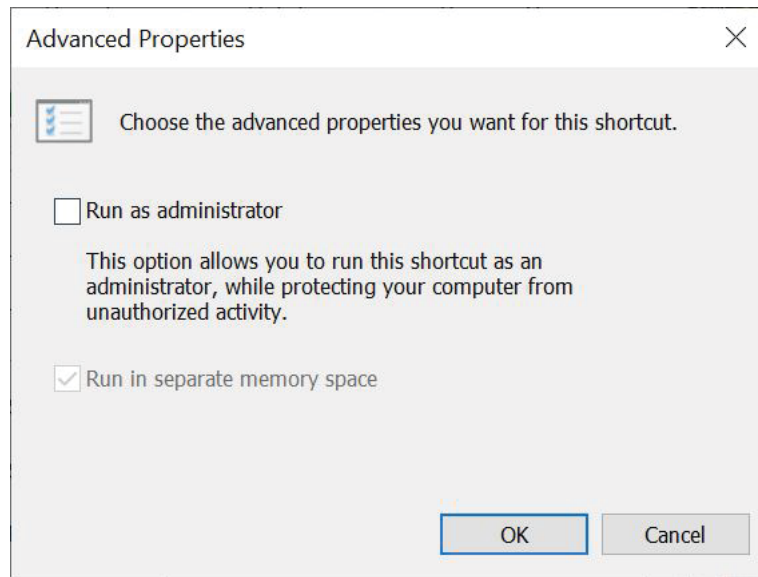 Advanced Properties
Choose the advanced properties you want for this shortcut.
Run as administrator
This option allows you to run this shortcut as an
administrator, while protecting your computer from
unauthorized activity.
Run in separate memory space
OK
Cancel